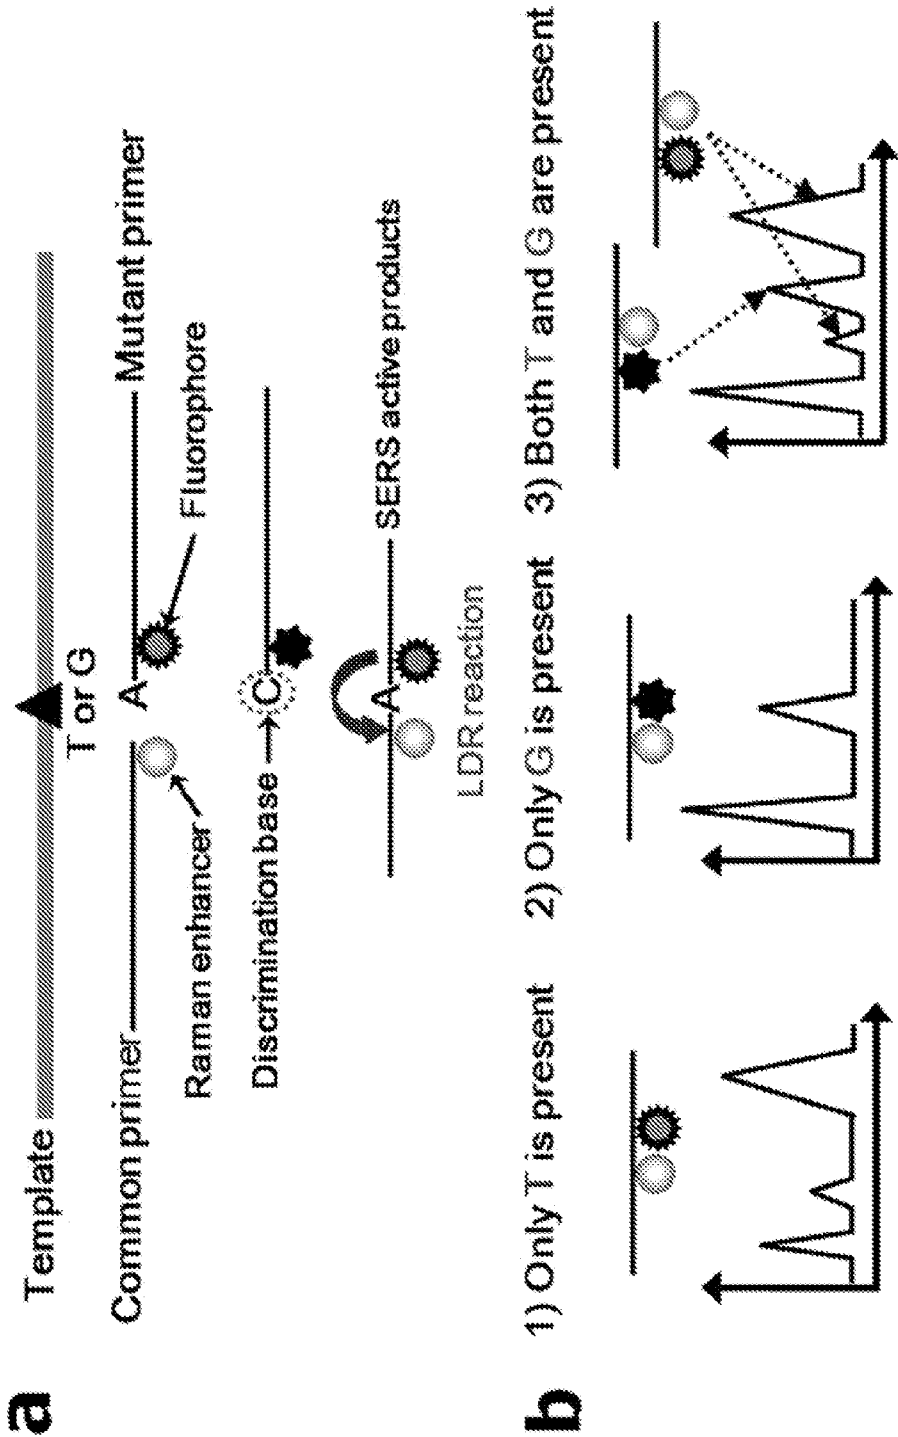 a
Template
T or G
Common primer
A
Mutant primer
Raman enhancer
Fluorophore
Discrimination base
C
A
SERS active products
LDR reaction
b
1) Only T is present
2) Only G is present
3) Both T and G are present